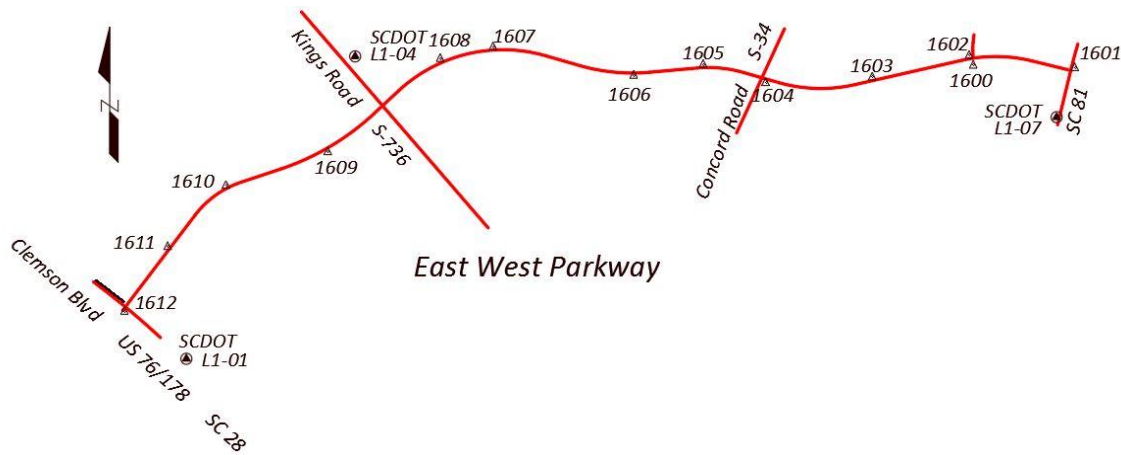 SCDOT
L1-04
1608
1607
Kings Road
S-736
1605
1606
S-34
1604
Concord Road
1603
1602
1600
1601
SCDOT
L1-07
SC 81
Z
1609
1610
1611
Clemson Blvd
1612
East West Parkway
US 76/178
SC 28
SCDOT
L1-01